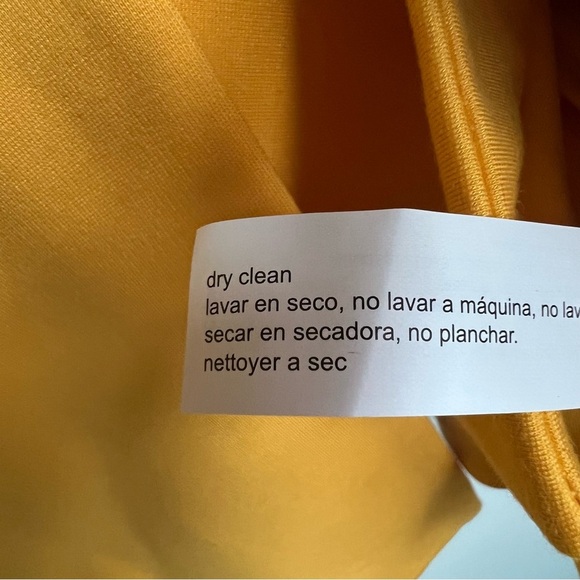 dry clean
lavar en seco, no lavar a máquina, no lav
secar en secadora, no planchar.
nettoyer a sec